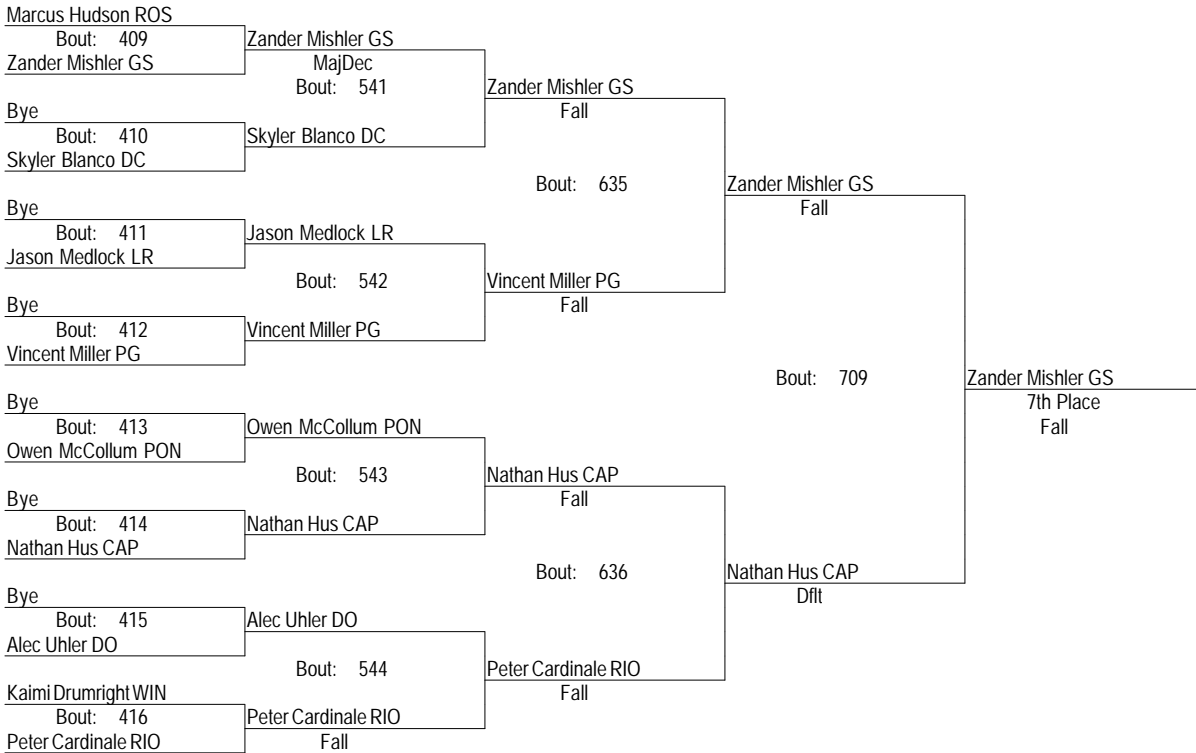 Marcus Hudson ROS
Bout: 409
Zander Mishler GS
Bye
Bout: 410
Skyler Blanco DC
Bye
Bout: 411
Jason Medlock LR
Bye
Bout: 412
Vincent Miller PG
Bye
Bout: 413
Owen McCollum PON
Bye
Bout: 414
Nathan Hus CAP
Bye
Bout: 415
Alec Uhler DO
Kaimi Drumright WIN
Bout: 416
Peter Cardinale RIO
Zander Mishler GS
MajDec
Bout: 541
Skyler Blanco DC
Jason Medlock LR
Bout: 542
Vincent Miller PG
Owen McCollum PON
Bout: 543
Nathan Hus CAP
Alec Uhler DO
Bout: 544
Peter Cardinale RIO
Fall
Zander Mishler GS
Fall
Bout: 635
Vincent Miller PG
Fall
Nathan Hus CAP
Fall
Bout: 636
Peter Cardinale RIO
Fall
Zander Mishler GS
Fall
Bout: 709
Nathan Hus CAP
Dflt
Zander Mishler GS
7th Place
Fall